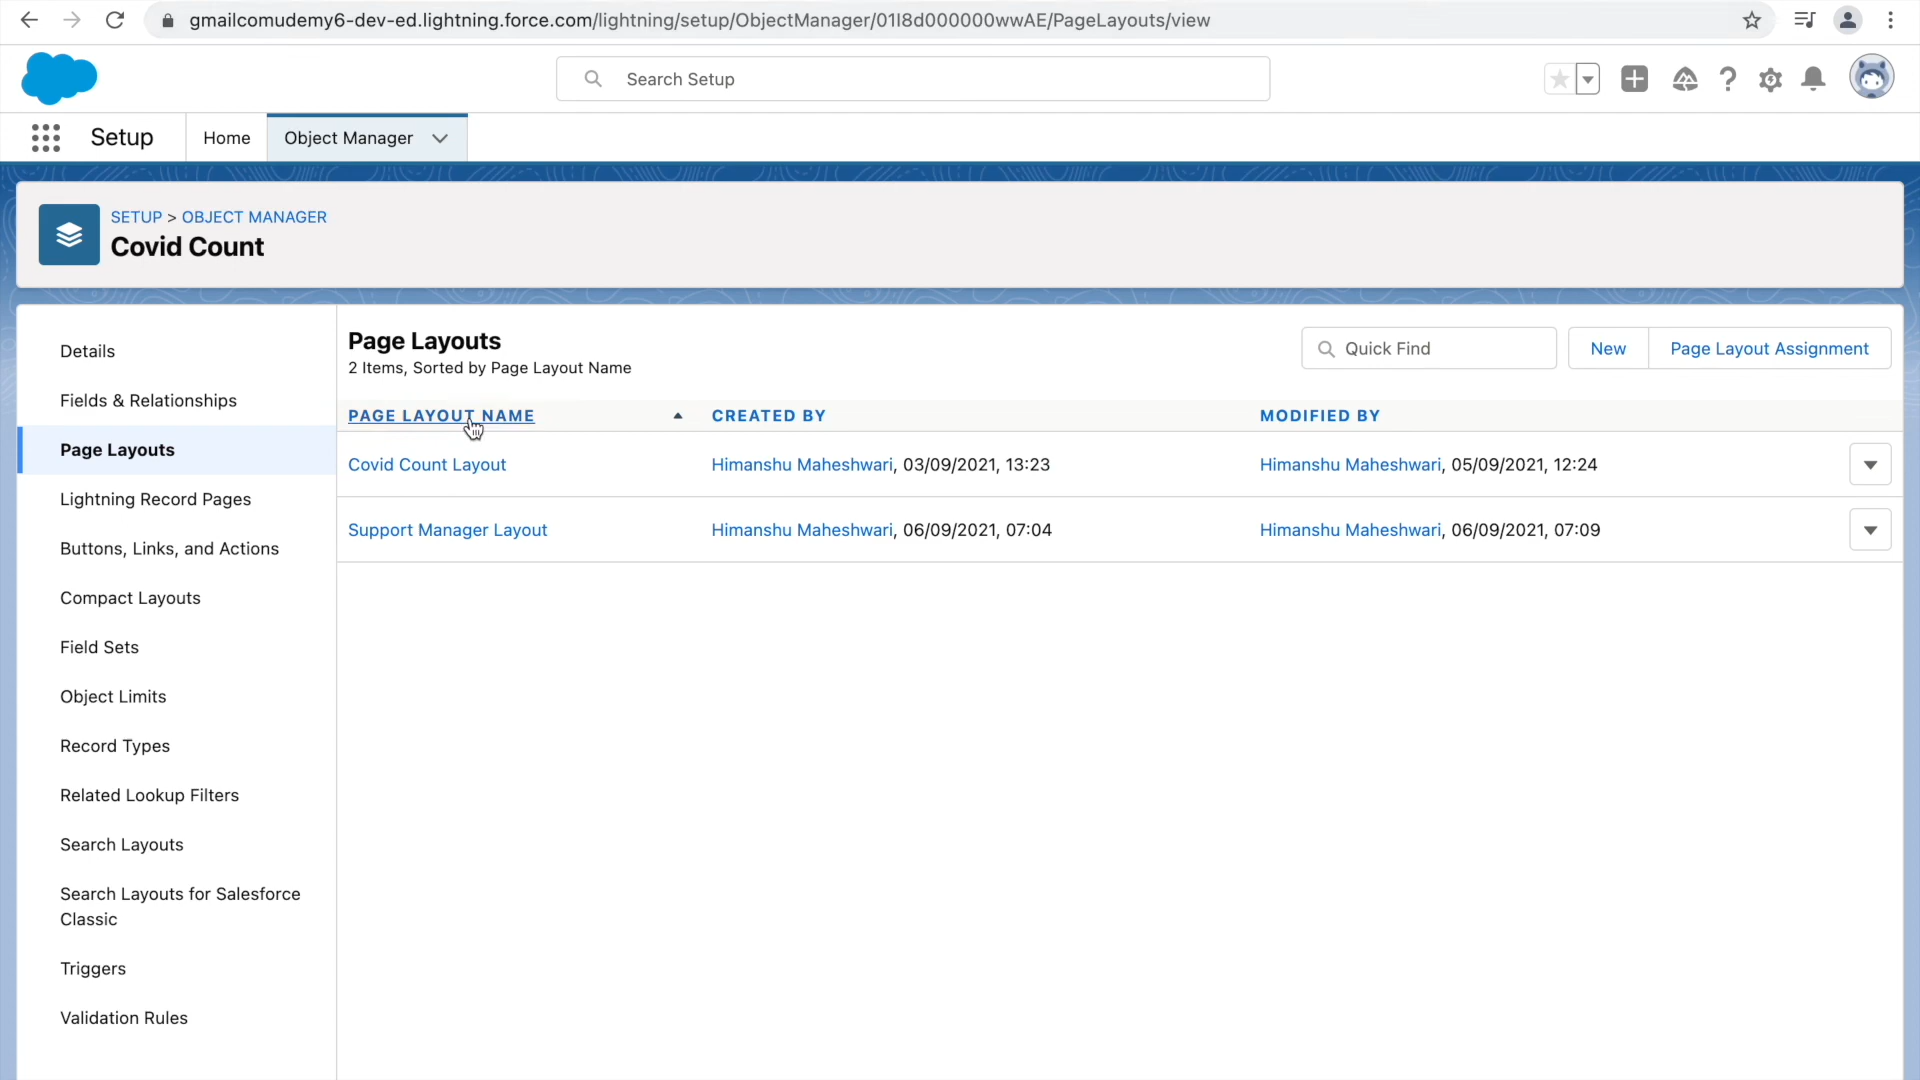 gmailcomudemy6-dev-ed.lightning.force.com/lightning/setup/ObjectManager/01I8d000000wwAE/PageLayouts/view
Search Setup
Setup
Home
Object Manager
SETUP > OBJECT MANAGER
Covid Count
Details
Fields & Relationships
Page Layouts
Lightning Record Pages
Buttons, Links, and Actions
Compact Layouts
Field Sets
Object Limits
Record Types
Related Lookup Filters
Search Layouts
Search Layouts for Salesforce
Classic
Triggers
Validation Rules
Page Layouts
2 Items, Sorted by Page Layout Name
Quick Find
New
Page Layout Assignment
PAGE LAYOUT NAME CREATED BY MODIFIED BY
Covid Count Layout Himanshu Maheshwari, 03/09/2021, 13:23 Himanshu Maheshwari, 05/09/2021, 12:24
Support Manager Layout Himanshu Maheshwari, 06/09/2021, 07:04 Himanshu Maheshwari, 06/09/2021, 07:09